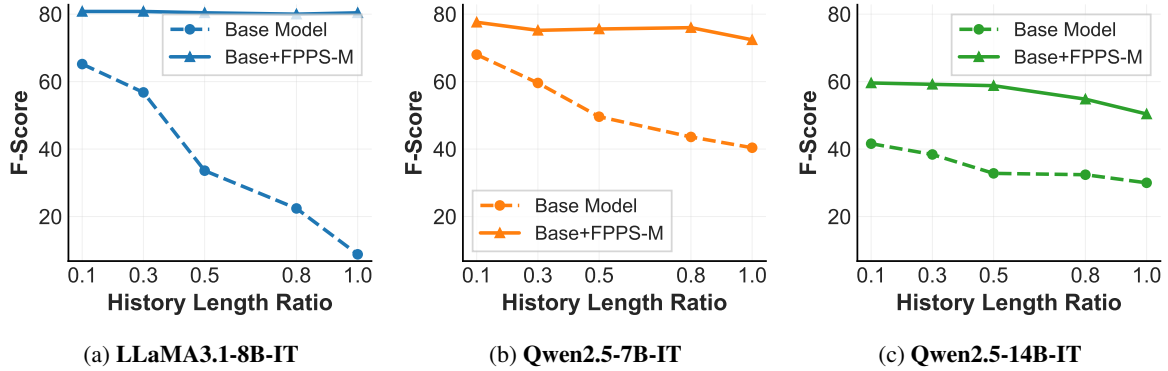 80
60
40
20
F-Score
Base Model
Base+FPPS-M
0.1 0.3 0.5 0.8 1.0
History Length Ratio
(a) LLaMA3.1-8B-IT
80
60
40
20
F-Score
Base Model
Base+FPPS-M
0.1 0.3 0.5 0.8 1.0
History Length Ratio
(b) Qwen2.5-7B-IT
80
60
40
20
F-Score
Base Model
Base+FPPS-M
0.1 0.3 0.5 0.8 1.0
History Length Ratio
(c) Qwen2.5-14B-IT